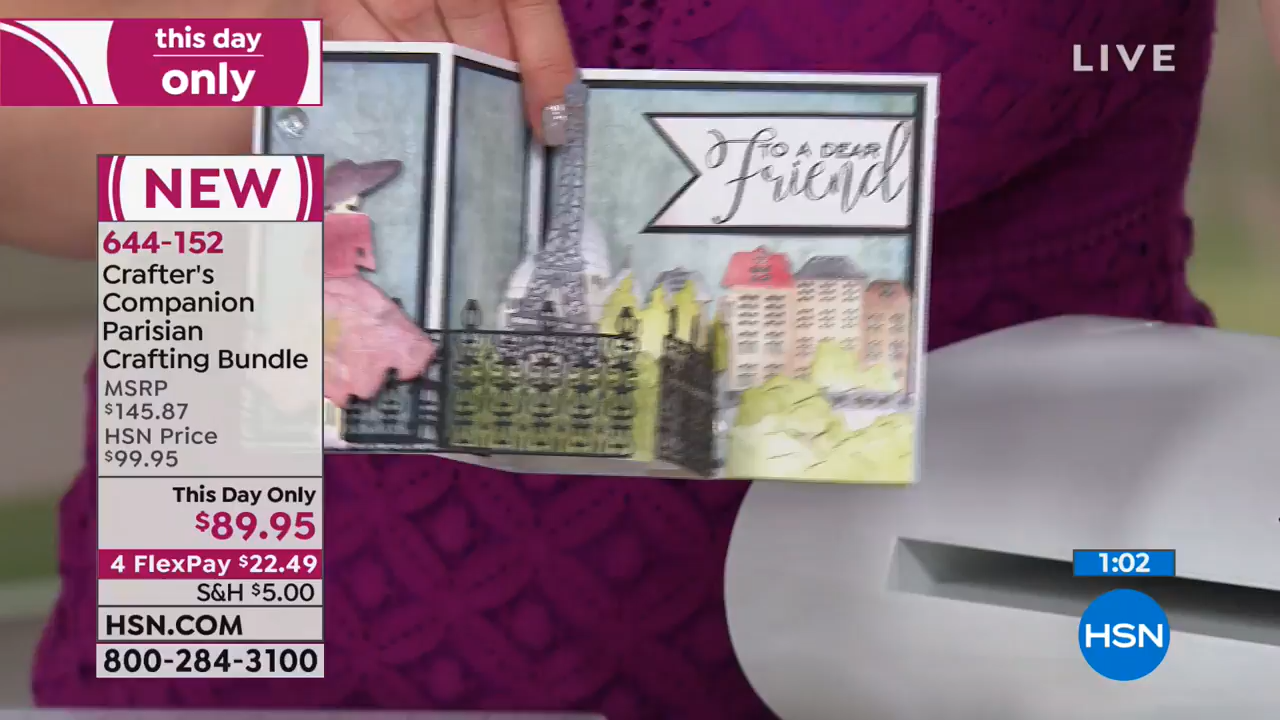 this day
only
LIVE
NEW
644-152
Crafter's
Companion
Parisian
Crafting Bundle
MSRP
$145.87
HSN Price
$99.95
This Day Only
$89.95
4 FlexPay $22.49
S&H $5.00
HSN.COM
800-284-3100
TO A DEAR
Friend
1:02
HSN